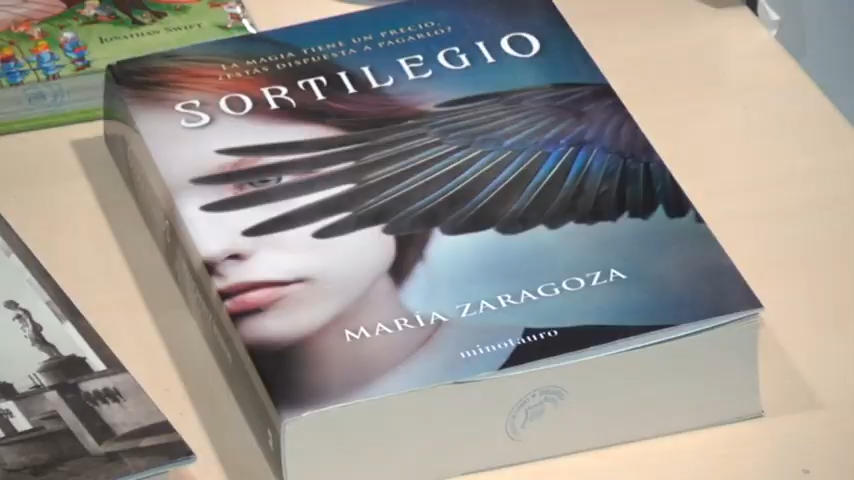 JONATHAN SWIFT
LA MAGIA TIENE UN PRECIO,
¿ESTÁS DISPUESTA A PAGARLO?
SORTILEGIO
MARÍA ZARAGOZA
minotauro